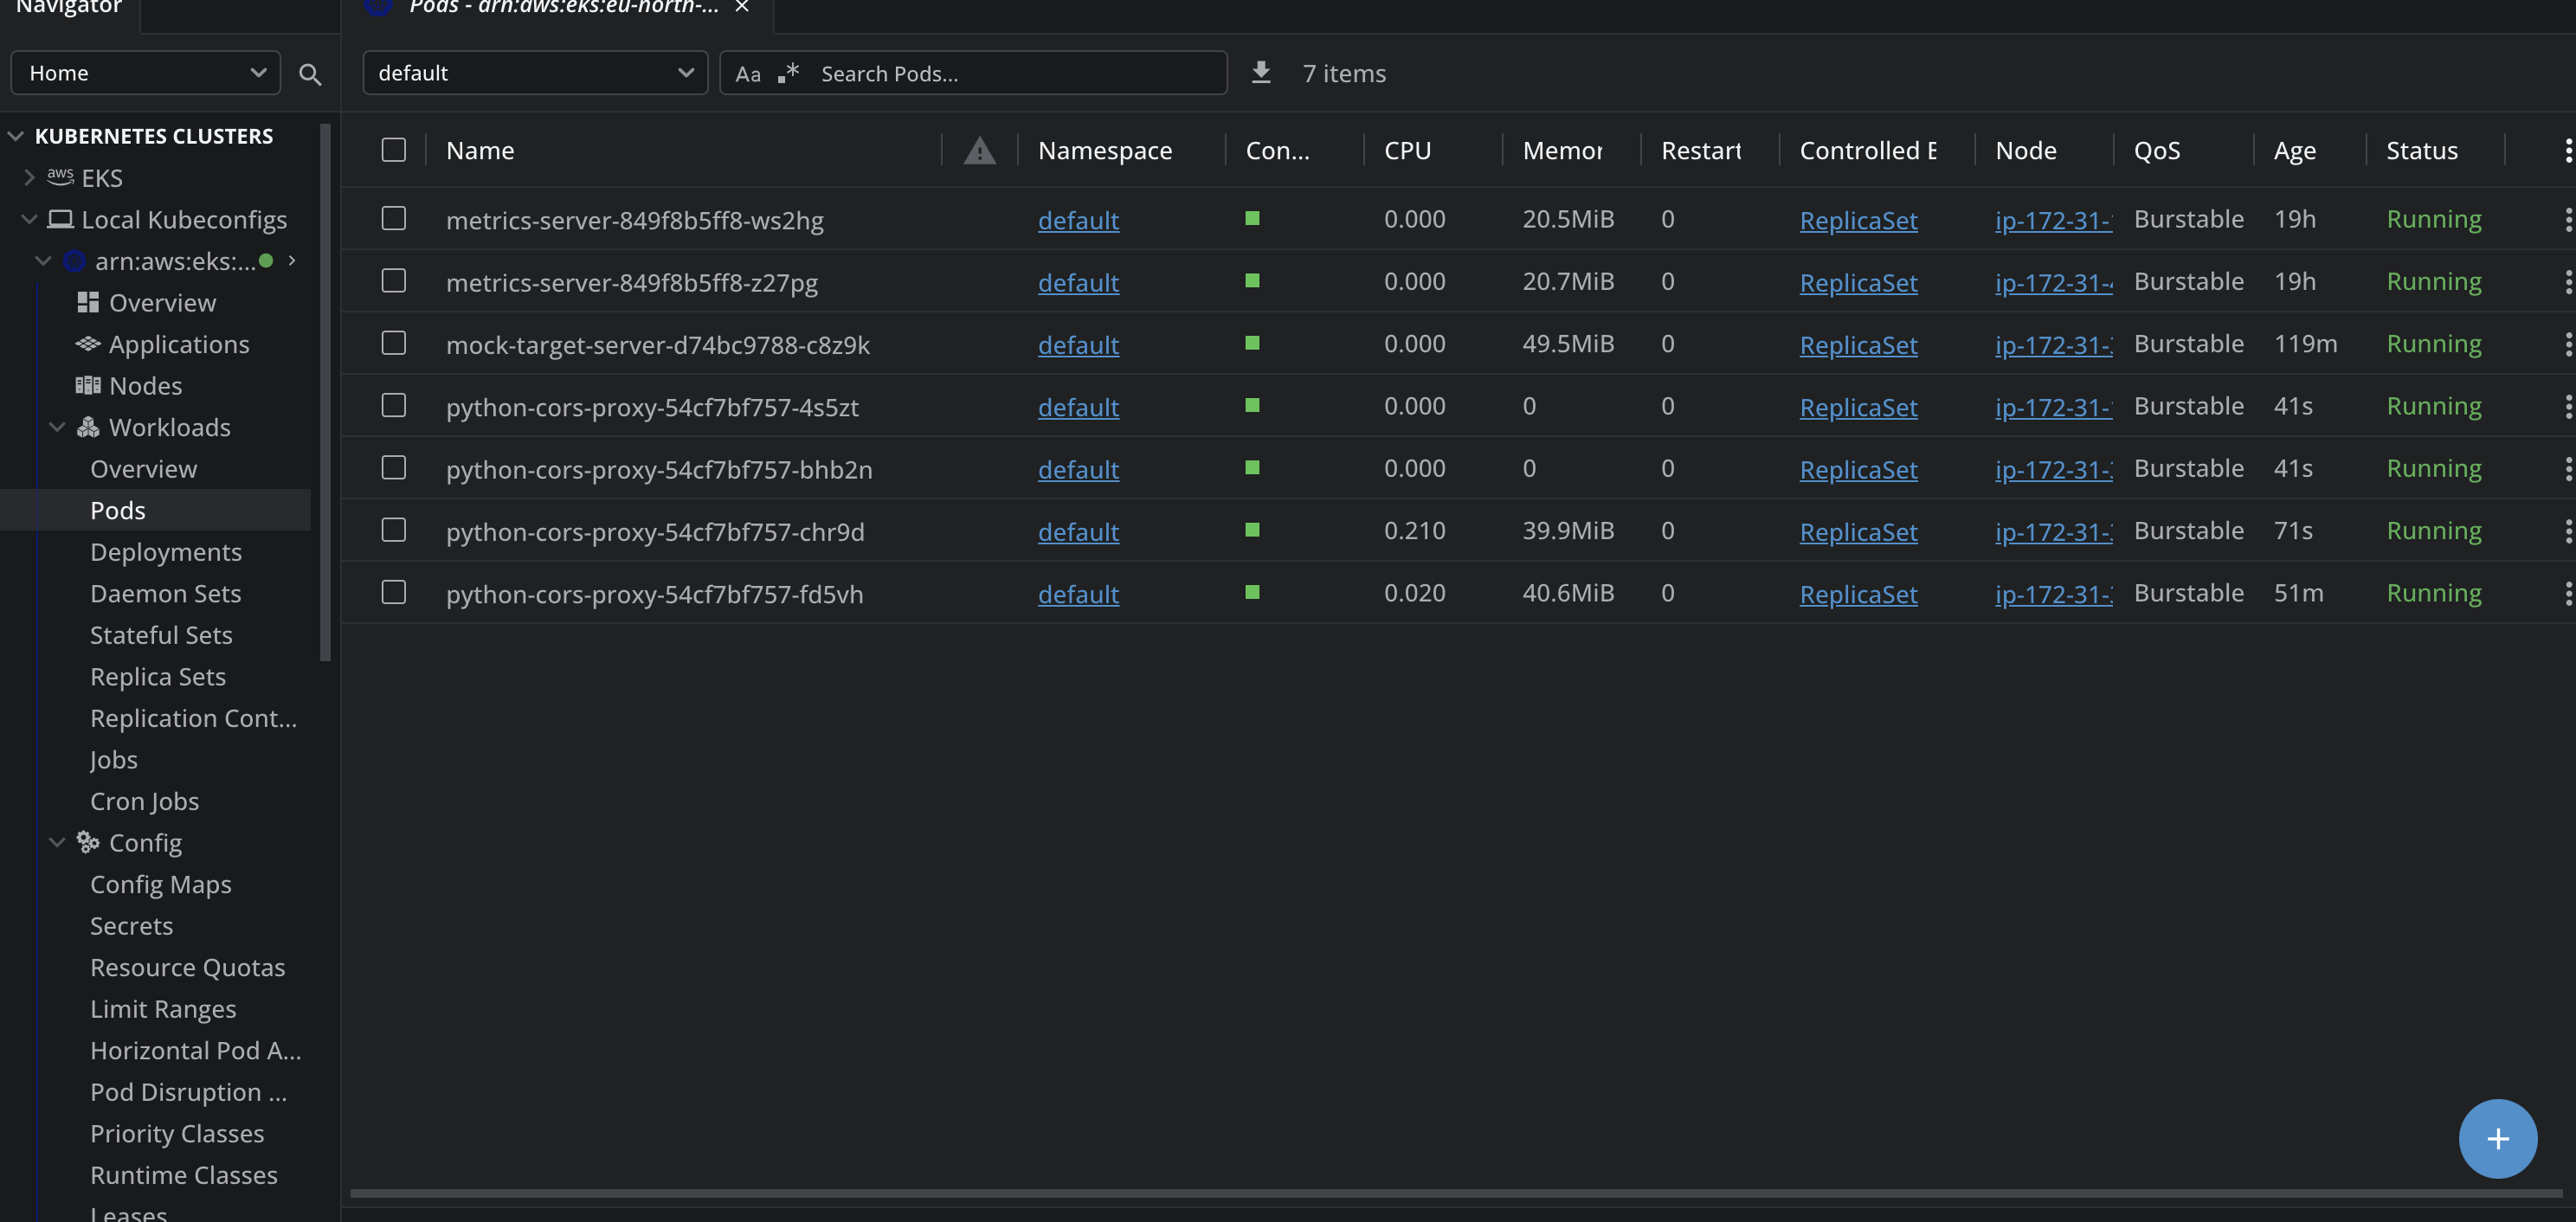 Navigator
Pods - arn:aws:eks:eu-north-...
Home
default
Aa .* Search Pods...
7 items
KUBERNETES CLUSTERS
aws EKS
Local Kubeconfigs
arn:aws:eks:...
Overview
Applications
Nodes
Workloads
Overview
Pods
Deployments
Daemon Sets
Stateful Sets
Replica Sets
Replication Cont...
Jobs
Cron Jobs
Config
Config Maps
Secrets
Resource Quotas
Limit Ranges
Horizontal Pod A...
Pod Disruption ...
Priority Classes
Runtime Classes
Leases
Name Namespace Con... CPU Memor Restart Controlled B Node QoS Age Status
metrics-server-849f8b5ff8-ws2hg default 0.000 20.5MiB 0 ReplicaSet ip-172-31- Burstable 19h Running
metrics-server-849f8b5ff8-z27pg default 0.000 20.7MiB 0 ReplicaSet ip-172-31- Burstable 19h Running
mock-target-server-d74bc9788-c8z9k default 0.000 49.5MiB 0 ReplicaSet ip-172-31- Burstable 119m Running
python-cors-proxy-54cf7bf757-4s5zt default 0.000 0 0 ReplicaSet ip-172-31- Burstable 41s Running
python-cors-proxy-54cf7bf757-bhb2n default 0.000 0 0 ReplicaSet ip-172-31- Burstable 41s Running
python-cors-proxy-54cf7bf757-chr9d default 0.210 39.9MiB 0 ReplicaSet ip-172-31- Burstable 71s Running
python-cors-proxy-54cf7bf757-fd5vh default 0.020 40.6MiB 0 ReplicaSet ip-172-31- Burstable 51m Running